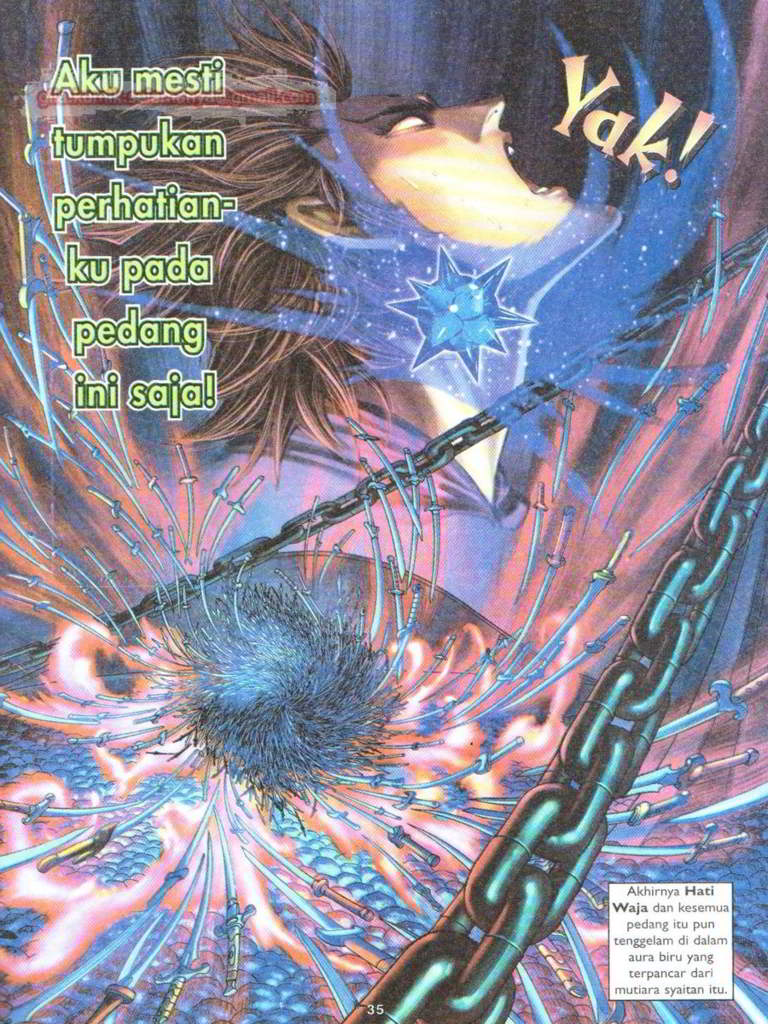 Aku mesti
tumpukan
perhatian-
ku pada
pedang
ini saja!
Yak!
Akhirnya Hati
Waja dan kesemua
pedang itu pun
tenggelam di dalam
aura biru yang
terpancar dari
mutiara syaitan itu.
35